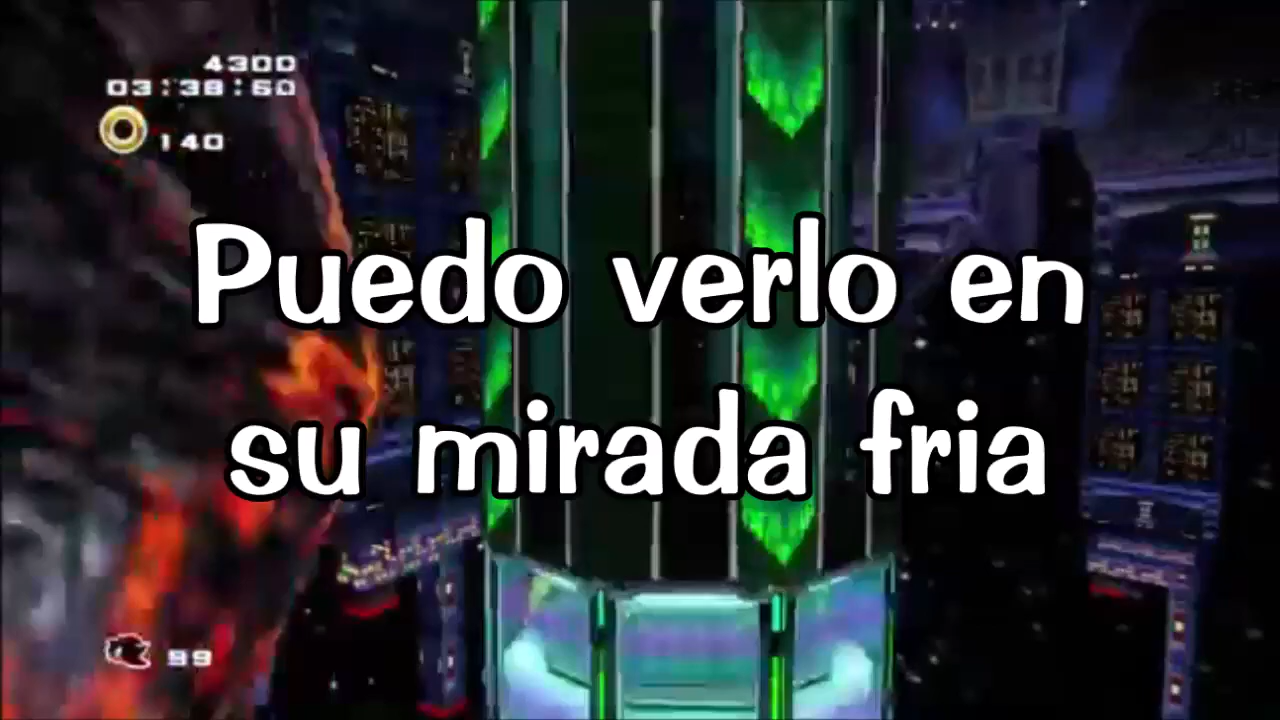 4300
03:38:50
140
Puedo verlo en
su mirada fria
99